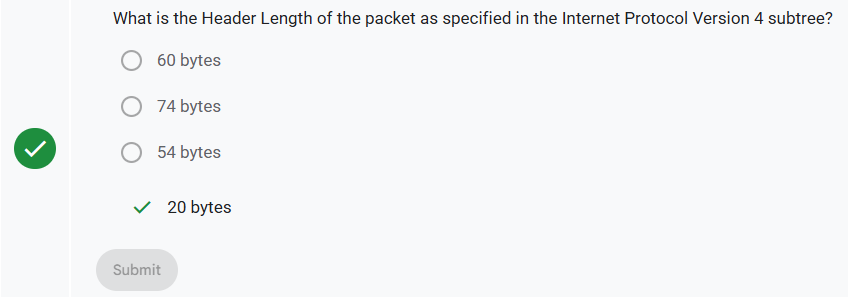 What is the Header Length of the packet as specified in the Internet Protocol Version 4 subtree?
60 bytes
74 bytes
54 bytes
20 bytes
Submit